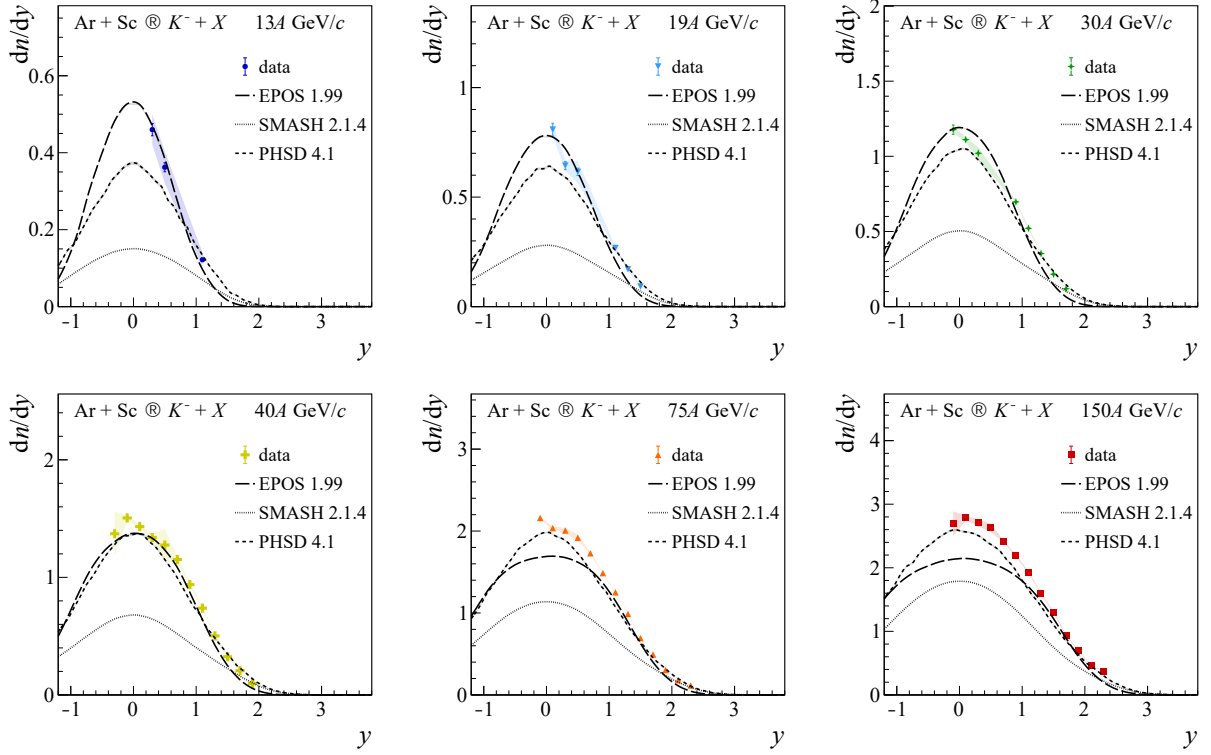 Ar + Sc ® K⁻ + X 13A GeV/c
dn/dy
data
EPOS 1.99
SMASH 2.1.4
PHSD 4.1
0.6
0.4
0.2
0
-1 0 1 2 3
y
Ar + Sc ® K⁻ + X 19A GeV/c
dn/dy
data
EPOS 1.99
SMASH 2.1.4
PHSD 4.1
1
0.5
0
-1 0 1 2 3
y
Ar + Sc ® K⁻ + X 30A GeV/c
dn/dy
data
EPOS 1.99
SMASH 2.1.4
PHSD 4.1
2
1.5
1
0.5
0
-1 0 1 2 3
y
Ar + Sc ® K⁻ + X 40A GeV/c
dn/dy
data
EPOS 1.99
SMASH 2.1.4
PHSD 4.1
2
1
0
-1 0 1 2 3
y
Ar + Sc ® K⁻ + X 75A GeV/c
dn/dy
data
EPOS 1.99
SMASH 2.1.4
PHSD 4.1
3
2
1
0
-1 0 1 2 3
y
Ar + Sc ® K⁻ + X 150A GeV/c
dn/dy
data
EPOS 1.99
SMASH 2.1.4
PHSD 4.1
4
3
2
1
0
-1 0 1 2 3
y